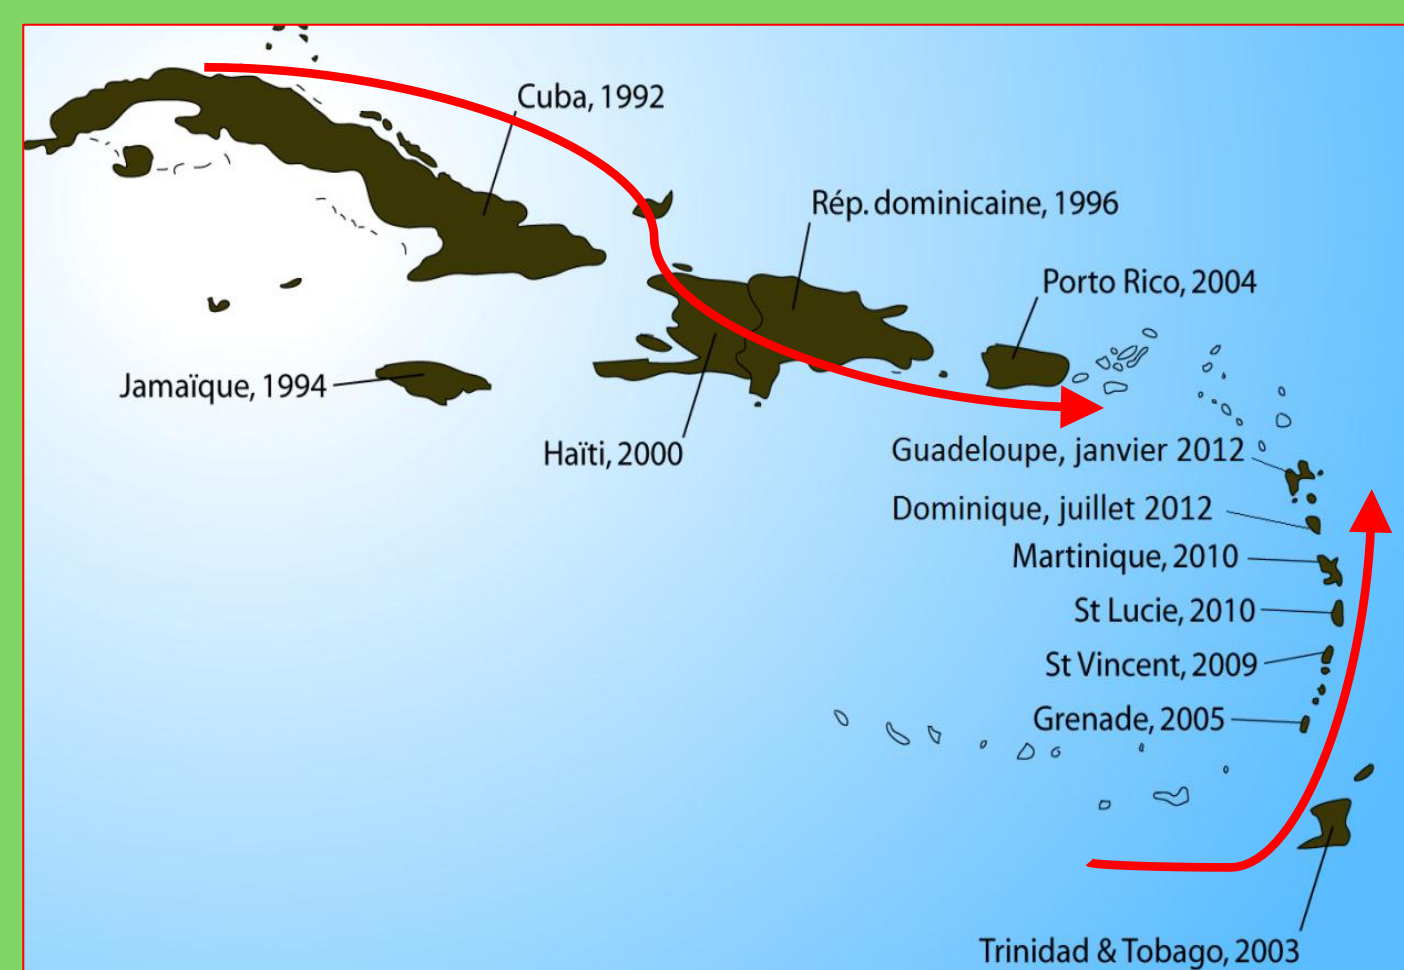 Cuba, 1992
Rép. dominicaine, 1996
Porto Rico, 2004
Jamaïque, 1994
Haïti, 2000
Guadeloupe, janvier 2012
Dominique, juillet 2012
Martinique, 2010
St Lucie, 2010
St Vincent, 2009
Grenade, 2005
Trinidad & Tobago, 2003